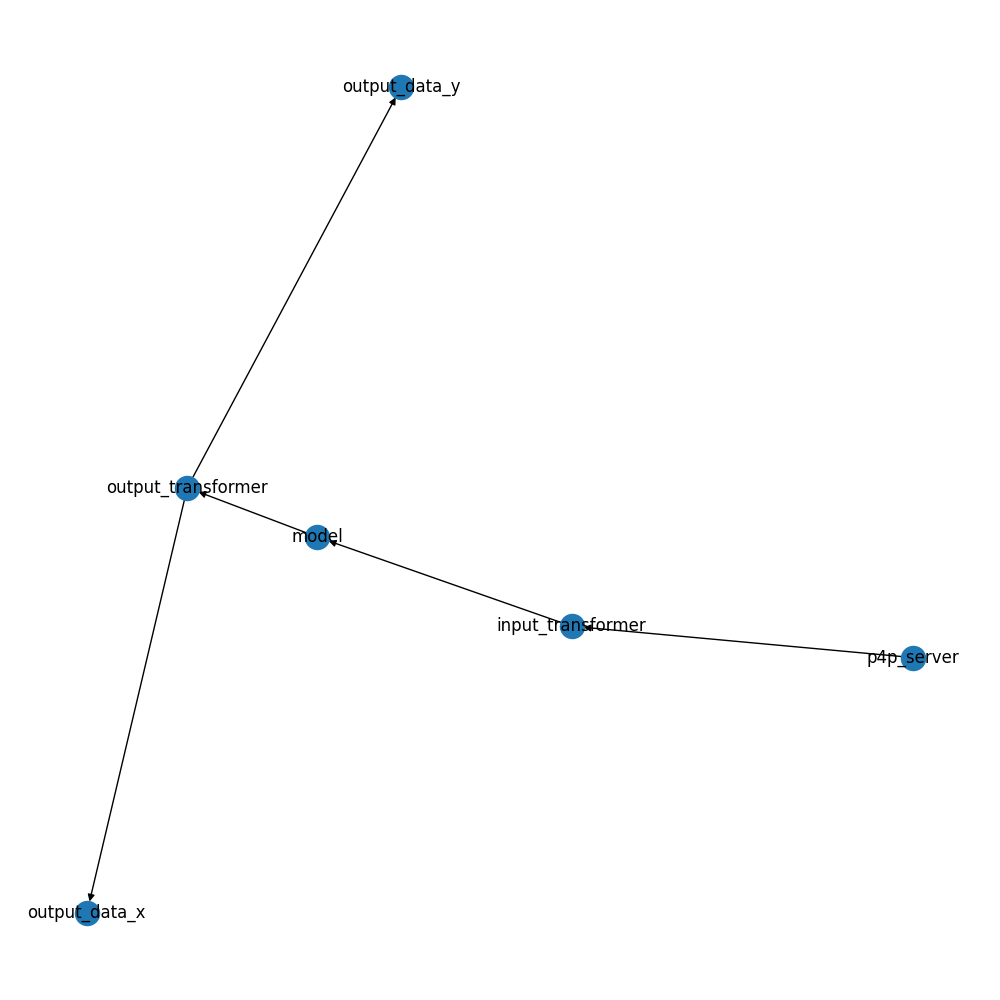 output_data_y
output_transformer
model
input_transformer
p4p_server
output_data_x